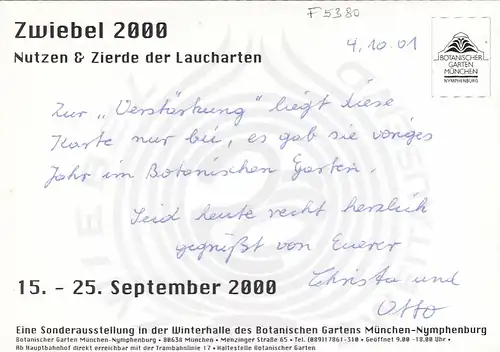 F5380
Zwiebel 2000
Nutzen & Zierde der Laucharten
4.10.01
BOTANISCHER
GARTEN
MÜNCHEN
NYMPHENBURG
Zur „Verstärkung" liegt diese
Karte nur bei, es gab sie voriges
Jahr im Botanischen Garten.
Seid heute recht herzlich
gegrüßt von Euerer
Christa und
Otto
15. - 25. September 2000
Eine Sonderausstellung in der Winterhalle des Botanischen Gartens München-Nymphenburg
Botanischer Garten München-Nymphenburg • 80638 München • Menzinger Straße 65 • Tel. (089)17861-310 • Geöffnet 9.00 -18.00 Uhr
Ab Hauptbahnhof direkt erreichbar mit der Trambahnlinie 17 • Haltestelle Botanischer Garten